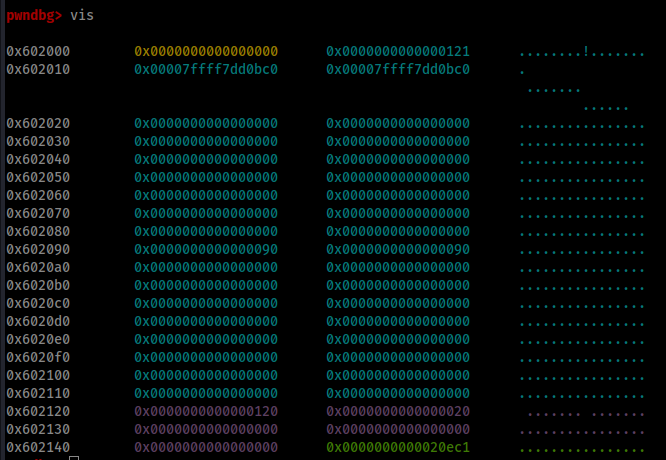 pwndbg> vis
0x602000 0x0000000000000000 0x0000000000000121 ........!.......
0x602010 0x00007ffff7dd0bc0 0x00007ffff7dd0bc0 .
.......
......
0x602020 0x0000000000000000 0x0000000000000000 ................
0x602030 0x0000000000000000 0x0000000000000000 ................
0x602040 0x0000000000000000 0x0000000000000000 ................
0x602050 0x0000000000000000 0x0000000000000000 ................
0x602060 0x0000000000000000 0x0000000000000000 ................
0x602070 0x0000000000000000 0x0000000000000000 ................
0x602080 0x0000000000000000 0x0000000000000000 ................
0x602090 0x0000000000000090 0x0000000000000090 ................
0x6020a0 0x0000000000000000 0x0000000000000000 ................
0x6020b0 0x0000000000000000 0x0000000000000000 ................
0x6020c0 0x0000000000000000 0x0000000000000000 ................
0x6020d0 0x0000000000000000 0x0000000000000000 ................
0x6020e0 0x0000000000000000 0x0000000000000000 ................
0x6020f0 0x0000000000000000 0x0000000000000000 ................
0x602100 0x0000000000000000 0x0000000000000000 ................
0x602110 0x0000000000000000 0x0000000000000000 ................
0x602120 0x0000000000000120 0x0000000000000020 ....... .......
0x602130 0x0000000000000000 0x0000000000000000 ................
0x602140 0x0000000000000000 0x0000000000020ec1 ................